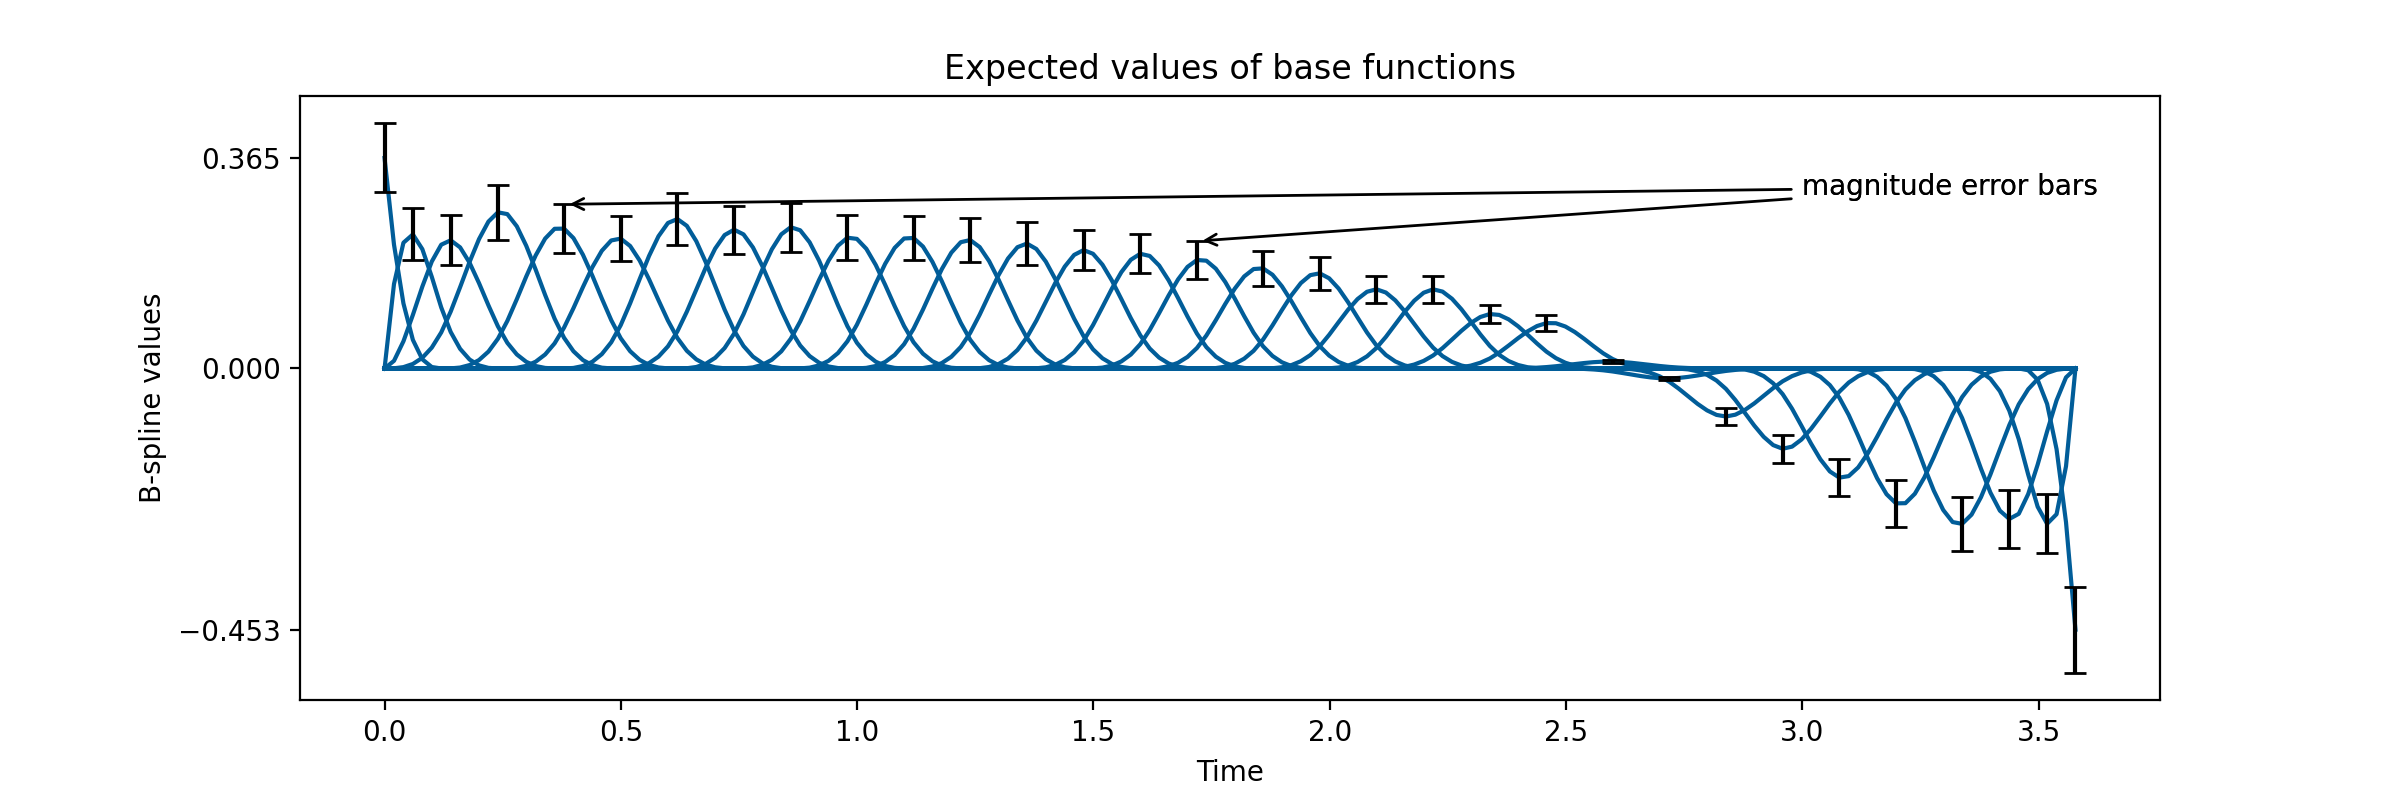 Expected values of base functions
0.365
0.000
−0.453
B-spline values
magnitude error bars
0.0 0.5 1.0 1.5 2.0 2.5 3.0 3.5
Time